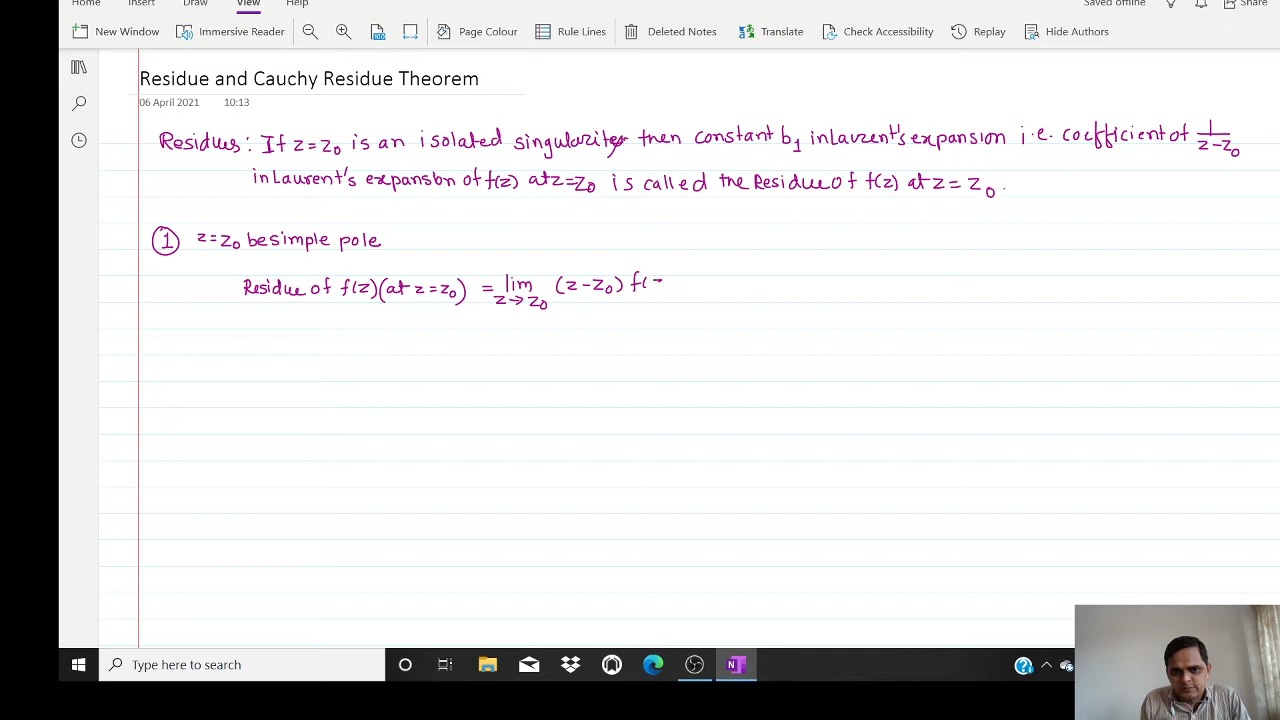 Home Insert Draw View Help Saved offline Share
New Window Immersive Reader Page Colour Rule Lines Deleted Notes Translate Check Accessibility Replay Hide Authors
Residue and Cauchy Residue Theorem
06 April 2021 10:13
Residues : If z = z₀ is an isolated singularity then constant b₁ in Laurent's expansion i.e. coefficient of 1/(z-z₀)
in Laurent's expansion of f(z) at z=z₀ is called the Residue of f(z) at z = z₀.
① z = z₀ be simple pole
Residue of f(z) (at z = z₀) = lim z→z₀ (z-z₀) f(
Type here to search